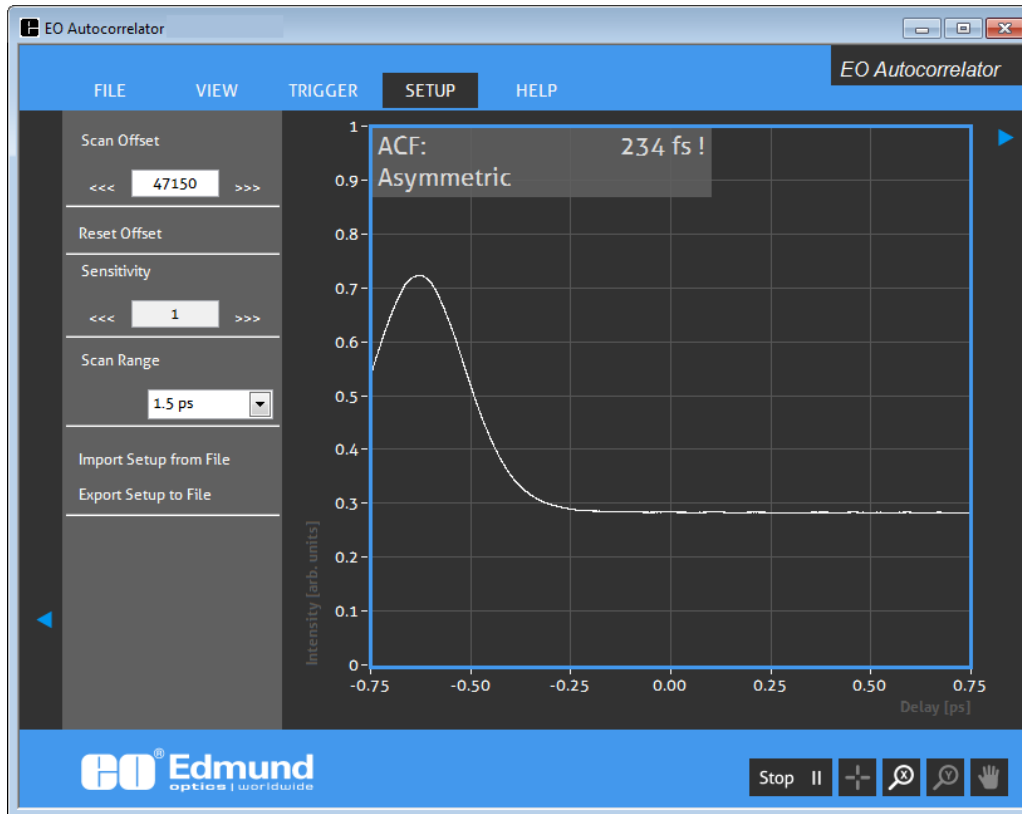 EO Autocorrelator
EO Autocorrelator
FILE VIEW TRIGGER SETUP HELP
Scan Offset
<<< 47150 >>>
Reset Offset
Sensitivity
<<< 1 >>>
Scan Range
1.5 ps
Import Setup from File
Export Setup to File
ACF: 234 fs !
Asymmetric
1
0.9
0.8
0.7
0.6
0.5
0.4
0.3
0.2
0.1
0
Intensity [arb. units]
-0.75 -0.50 -0.25 0.00 0.25 0.50 0.75
Delay [ps]
EO® Edmund
optics | worldwide
Stop II
X
Y